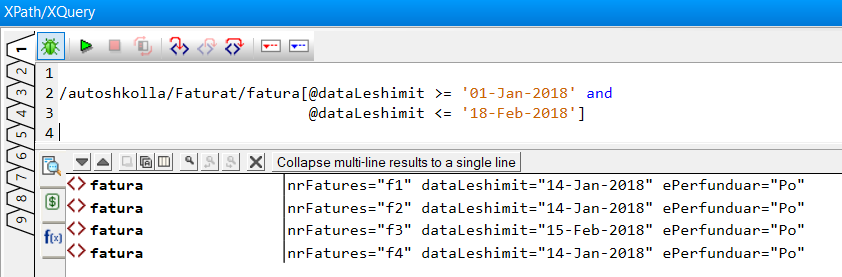 XPath/XQuery
1
2
3
4
5
6
7
8
9
1
2 /autoshkolla/Faturat/fatura[@dataLeshimit >= '01-Jan-2018' and
3 @dataLeshimit <= '18-Feb-2018']
4
Collapse multi-line results to a single line
<> fatura nrFatures="f1" dataLeshimit="14-Jan-2018" ePerfunduar="Po"
<> fatura nrFatures="f2" dataLeshimit="14-Jan-2018" ePerfunduar="Po"
$
<> fatura nrFatures="f3" dataLeshimit="15-Feb-2018" ePerfunduar="Po"
f(x)
<> fatura nrFatures="f4" dataLeshimit="14-Jan-2018" ePerfunduar="Po"